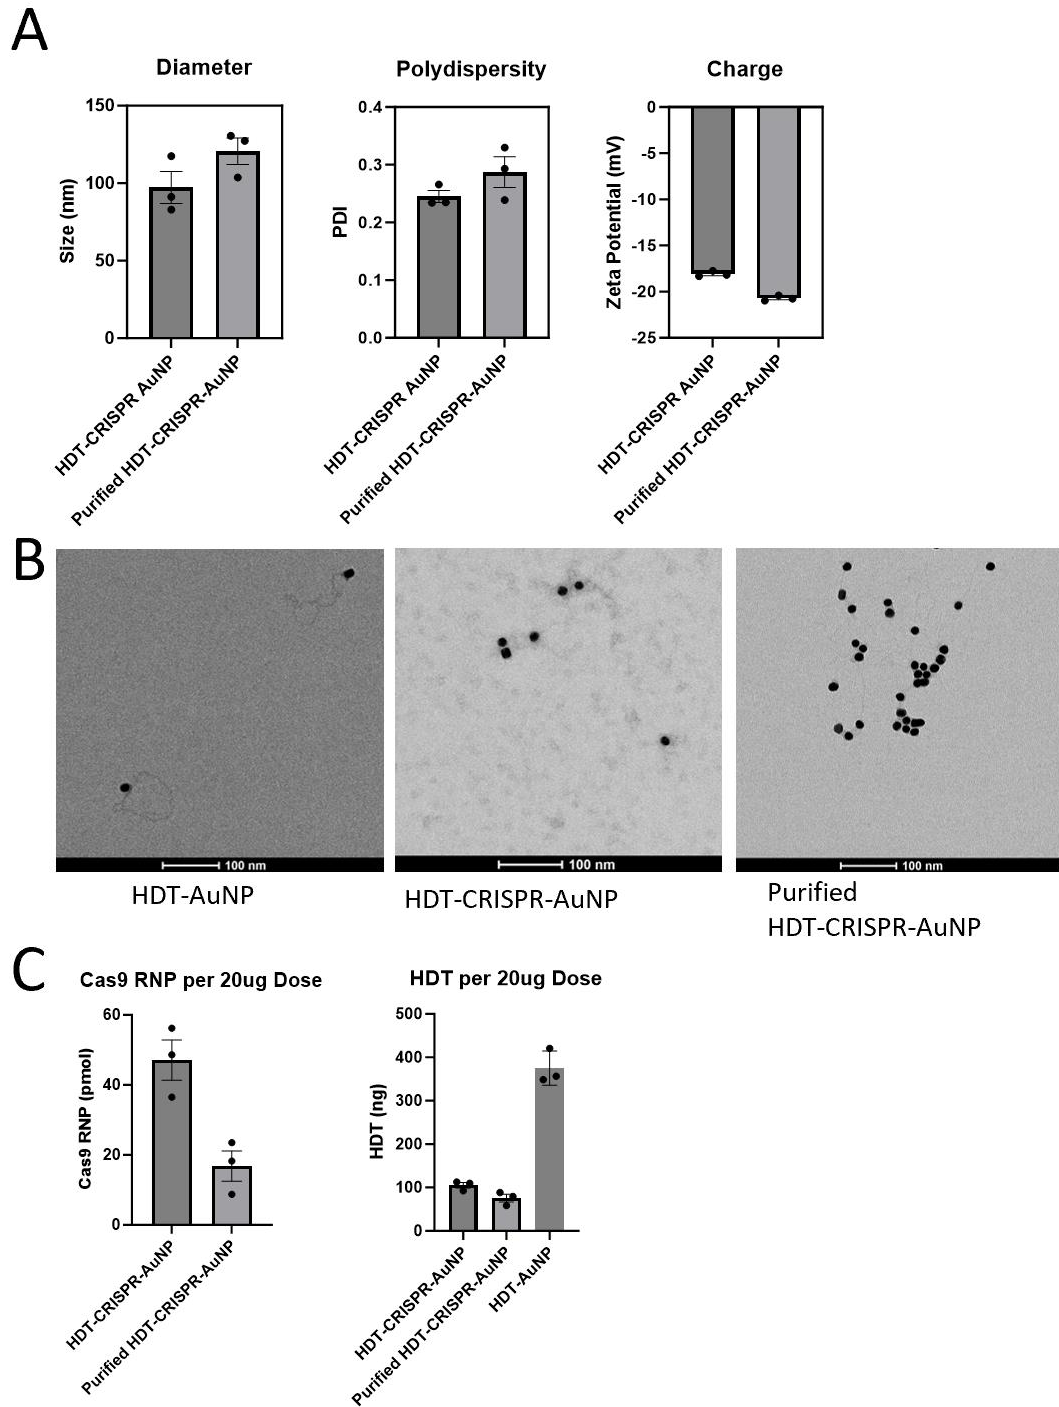 A
Diameter
Polydispersity
Charge
Size (nm)
150
100
50
0
PDI
0.4
0.3
0.2
0.1
0.0
Zeta Potential (mV)
0
-5
-10
-15
-20
-25
HDT-CRISPR AuNP
Purified HDT-CRISPR-AuNP
HDT-CRISPR AuNP
Purified HDT-CRISPR-AuNP
HDT-CRISPR AuNP
Purified HDT-CRISPR-AuNP
B
100 nm
100 nm
100 nm
HDT-AuNP
HDT-CRISPR-AuNP
Purified
HDT-CRISPR-AuNP
C
Cas9 RNP per 20ug Dose
HDT per 20ug Dose
Cas9 RNP (pmol)
60
40
20
0
HDT (ng)
500
400
300
200
100
0
HDT-CRISPR-AuNP
Purified HDT-CRISPR-AuNP
HDT-CRISPR-AuNP
Purified HDT-CRISPR-AuNP
HDT-AuNP